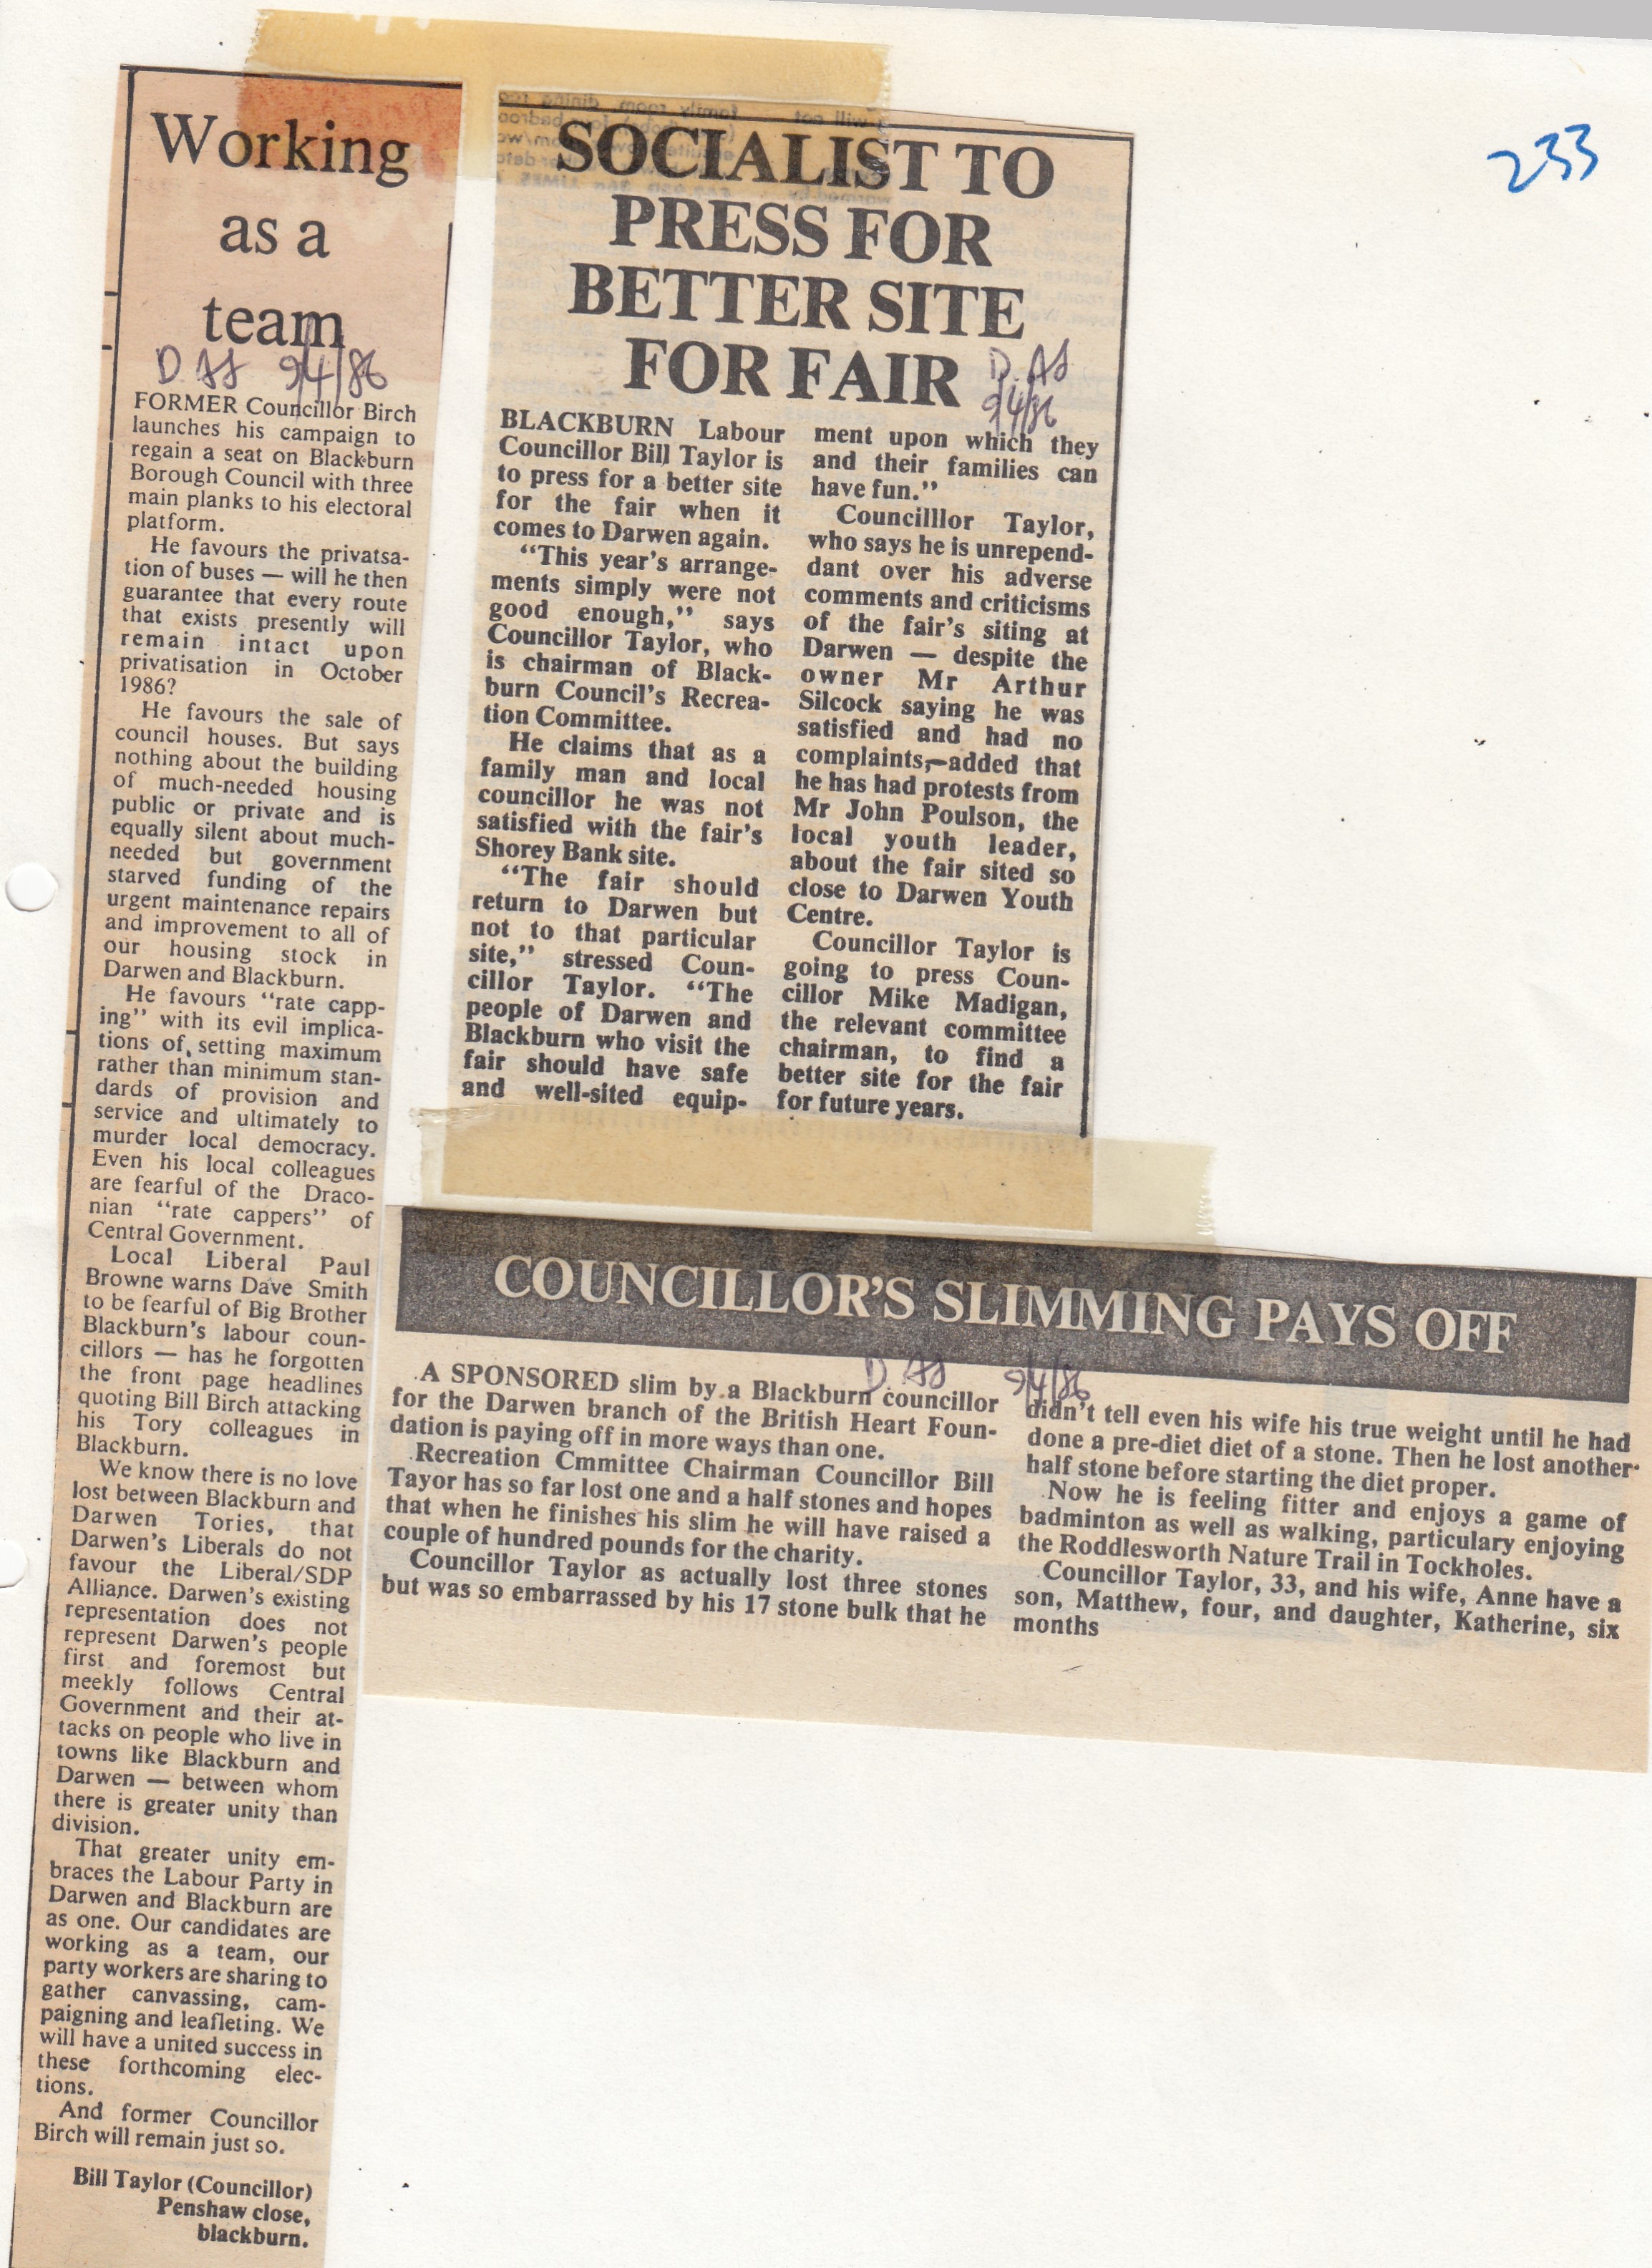 233
Working
as a
team
D. AJ 9/4/86
FORMER Councillor Birch
launches his campaign to
regain a seat on Blackburn
Borough Council with three
main planks to his electoral
platform.
He favours the privatsa-
tion of buses — will he then
guarantee that every route
that exists presently will
remain intact upon
privatisation in October
1986?
He favours the sale of
council houses. But says
nothing about the building
of much-needed housing
public or private and is
equally silent about much-
needed but government
starved funding of the
urgent maintenance repairs
and improvement to all of
our housing stock in
Darwen and Blackburn.
He favours "rate capp-
ing" with its evil implica-
tions of setting maximum
rather than minimum stan-
dards of provision and
service and ultimately to
murder local democracy.
Even his local colleagues
are fearful of the Draco-
nian "rate cappers" of
Central Government.
Local Liberal Paul
Browne warns Dave Smith
to be fearful of Big Brother
Blackburn's labour coun-
cillors — has he forgotten
the front page headlines
quoting Bill Birch attacking
his Tory colleagues in
Blackburn.
We know there is no love
lost between Blackburn and
Darwen Tories, that
Darwen's Liberals do not
favour the Liberal/SDP
Alliance. Darwen's existing
representation does not
represent Darwen's people
first and foremost but
meekly follows Central
Government and their at-
tacks on people who live in
towns like Blackburn and
Darwen — between whom
there is greater unity than
division.
That greater unity em-
braces the Labour Party in
Darwen and Blackburn are
as one. Our candidates are
working as a team, our
party workers are sharing to
gather canvassing, cam-
paigning and leafleting. We
will have a united success in
these forthcoming elec-
tions.
And former Councillor
Birch will remain just so.
Bill Taylor (Councillor)
Penshaw close,
blackburn.
SOCIALIST TO
PRESS FOR
BETTER SITE
FOR FAIR
D. AJ
9/4/86
BLACKBURN Labour
Councillor Bill Taylor is
to press for a better site
for the fair when it
comes to Darwen again.
"This year's arrange-
ments simply were not
good enough," says
Councillor Taylor, who
is chairman of Black-
burn Council's Recrea-
tion Committee.
He claims that as a
family man and local
councillor he was not
satisfied with the fair's
Shorey Bank site.
"The fair should
return to Darwen but
not to that particular
site," stressed Coun-
cillor Taylor. "The
people of Darwen and
Blackburn who visit the
fair should have safe
and well-sited equip-
ment upon which they
and their families can
have fun."
Councilllor Taylor,
who says he is unrepend-
dant over his adverse
comments and criticisms
of the fair's siting at
Darwen — despite the
owner Mr Arthur
Silcock saying he was
satisfied and had no
complaints,—added that
he has had protests from
Mr John Poulson, the
local youth leader,
about the fair sited so
close to Darwen Youth
Centre.
Councillor Taylor is
going to press Coun-
cillor Mike Madigan,
the relevant committee
chairman, to find a
better site for the fair
for future years.
COUNCILLOR'S SLIMMING PAYS OFF
D. AJ 9/4/86
A SPONSORED slim by a Blackburn councillor
for the Darwen branch of the British Heart Foun-
dation is paying off in more ways than one.
Recreation Cmmittee Chairman Councillor Bill
Tayor has so far lost one and a half stones and hopes
that when he finishes his slim he will have raised a
couple of hundred pounds for the charity.
Councillor Taylor as actually lost three stones
but was so embarrassed by his 17 stone bulk that he
didn't tell even his wife his true weight until he had
done a pre-diet diet of a stone. Then he lost another
half stone before starting the diet proper.
Now he is feeling fitter and enjoys a game of
badminton as well as walking, particulary enjoying
the Roddlesworth Nature Trail in Tockholes.
Councillor Taylor, 33, and his wife, Anne have a
son, Matthew, four, and daughter, Katherine, six
months